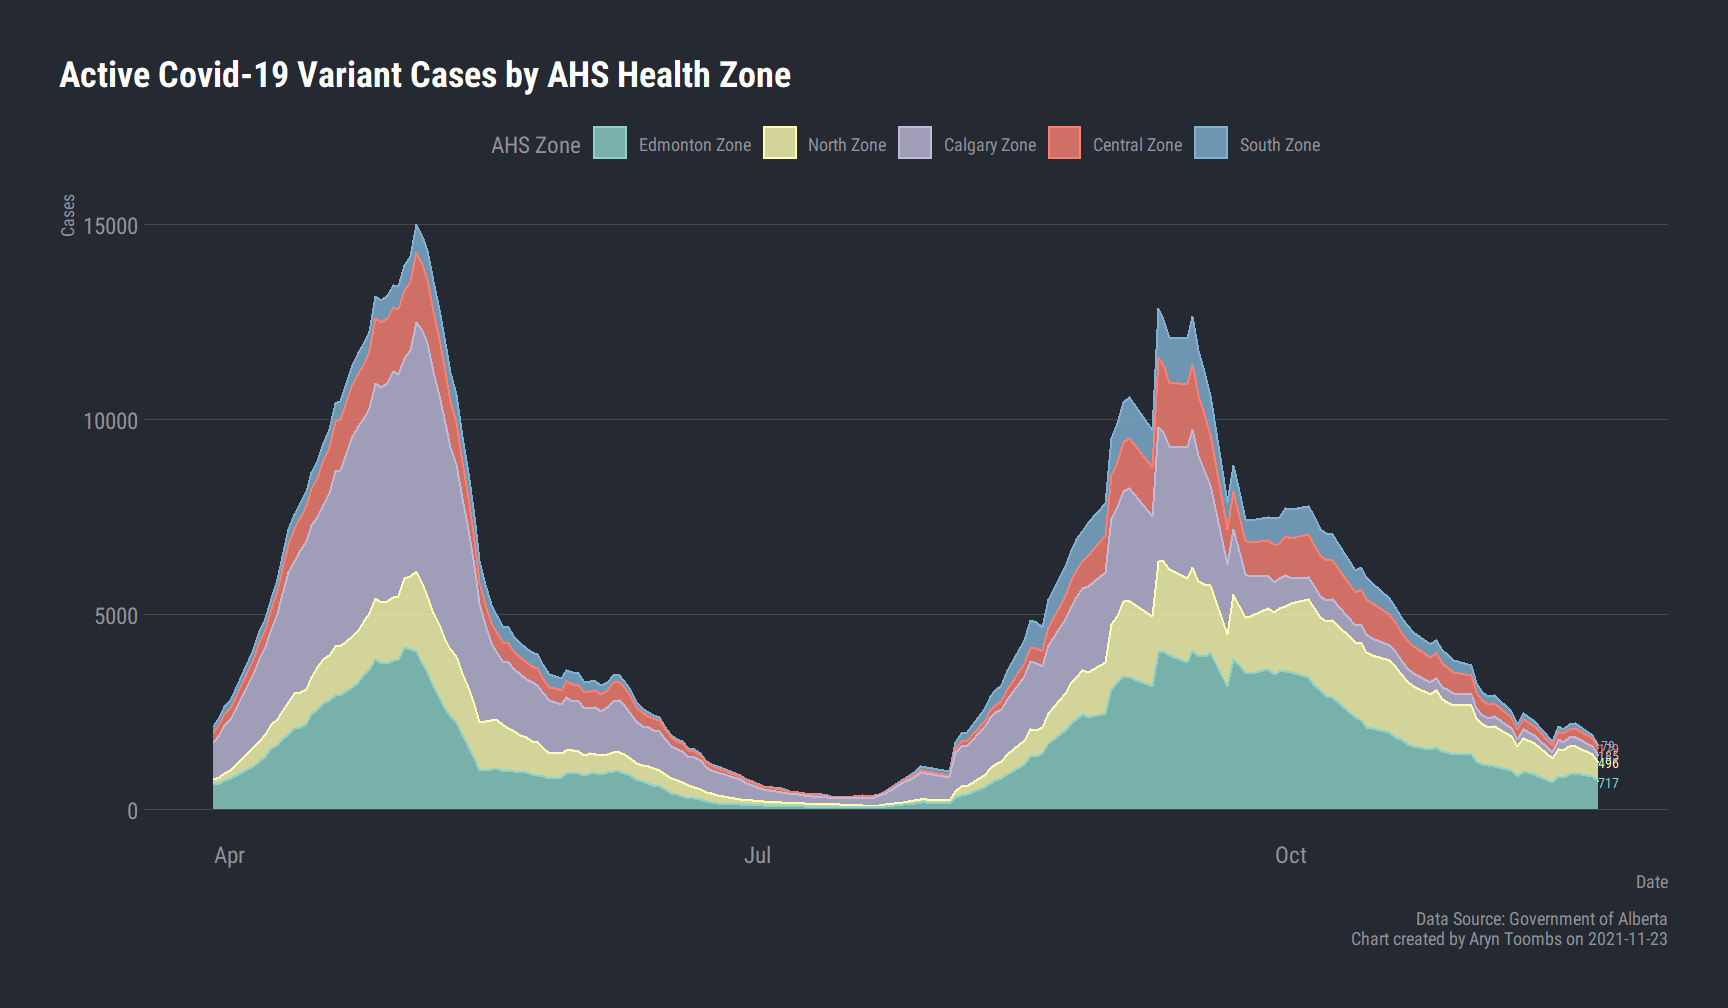 Active Covid-19 Variant Cases by AHS Health Zone
AHS Zone Edmonton Zone North Zone Calgary Zone Central Zone South Zone
Cases
15000
10000
5000
0
496
717
Apr Jul Oct
Date
Data Source: Government of Alberta
Chart created by Aryn Toombs on 2021-11-23